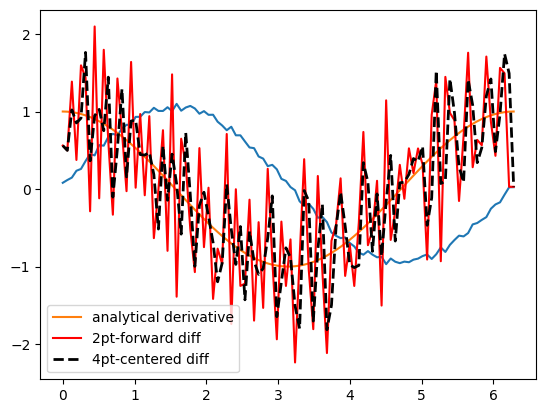 2
1
0
−1
−2
analytical derivative
2pt-forward diff
4pt-centered diff
0 1 2 3 4 5 6